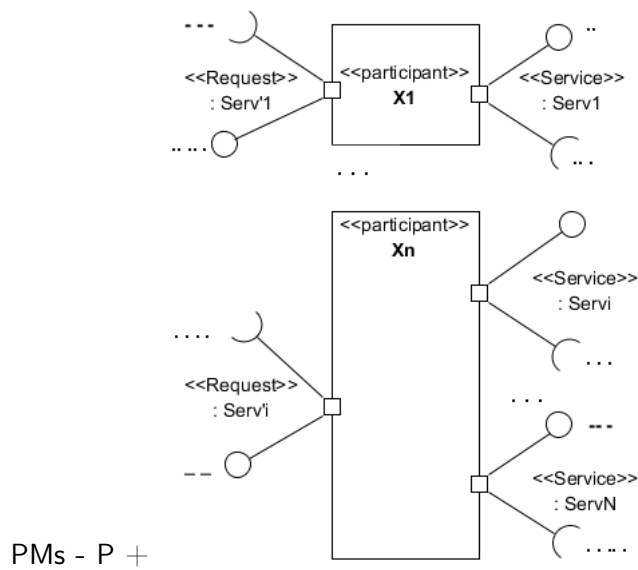 <<Request>>
: Serv'1
<<participant>>
X1
<<Service>>
: Serv1
. . .
<<participant>>
Xn
<<Service>>
: Servi
. . . .
. . .
<<Request>>
: Serv'i
. . .
<<Service>>
: ServN
PMs - P +